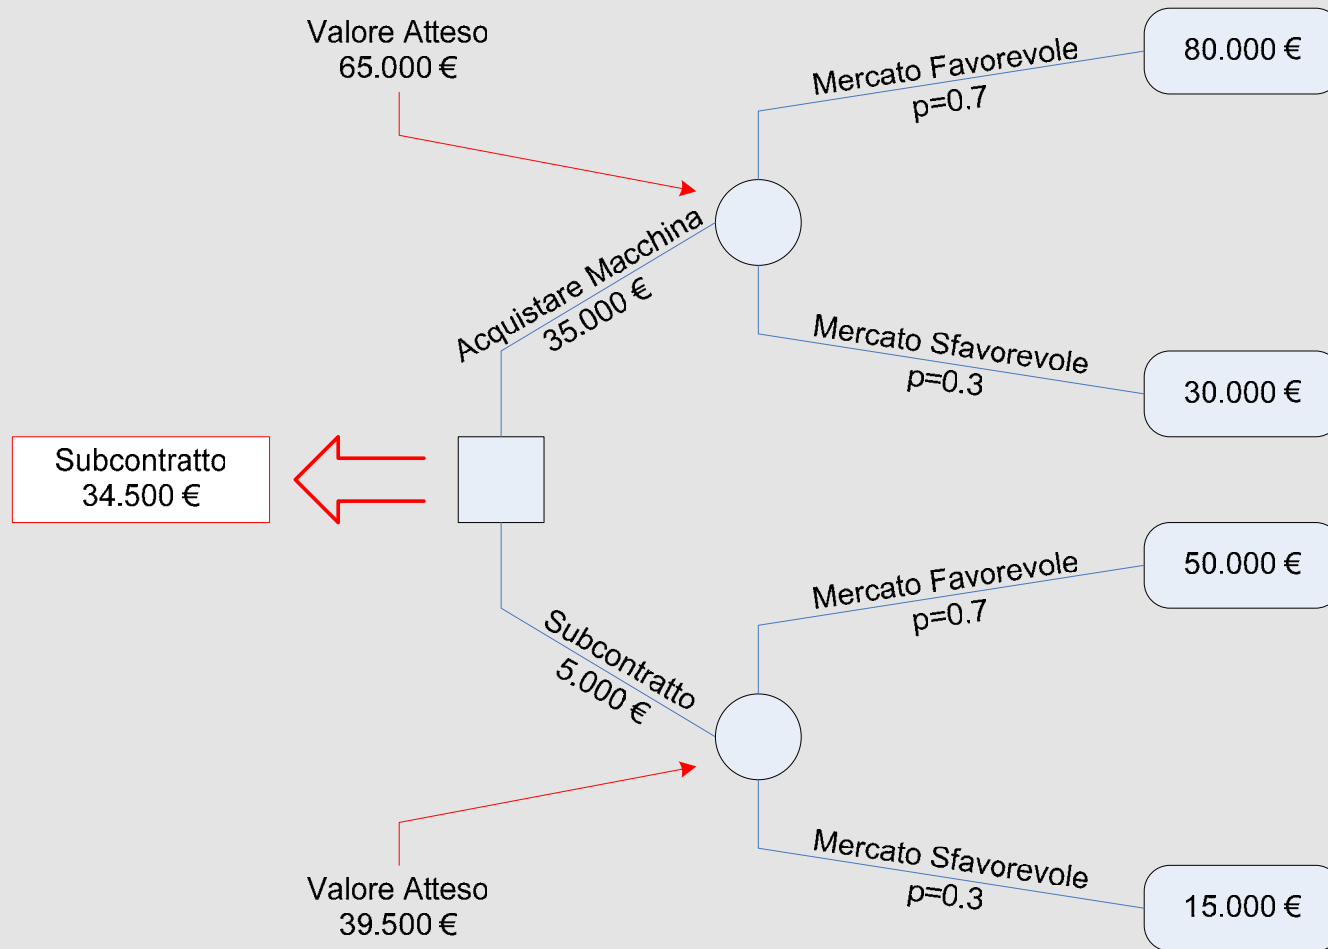 Valore Atteso
65.000 €
Mercato Favorevole
p=0.7
80.000 €
Acquistare Macchina
35.000 €
Mercato Sfavorevole
p=0.3
30.000 €
Subcontratto
34.500 €
Mercato Favorevole
p=0.7
50.000 €
Subcontratto
5.000 €
Mercato Sfavorevole
p=0.3
15.000 €
Valore Atteso
39.500 €